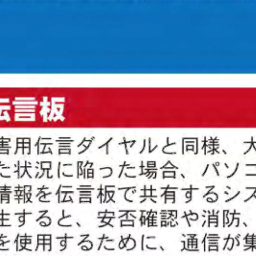 伝言板
害用伝言ダイヤルと同様、大
た状況に陥った場合、パソコ
情報を伝言板で共有するシス
生すると、安否確認や消防、
を使用するために、通信が集